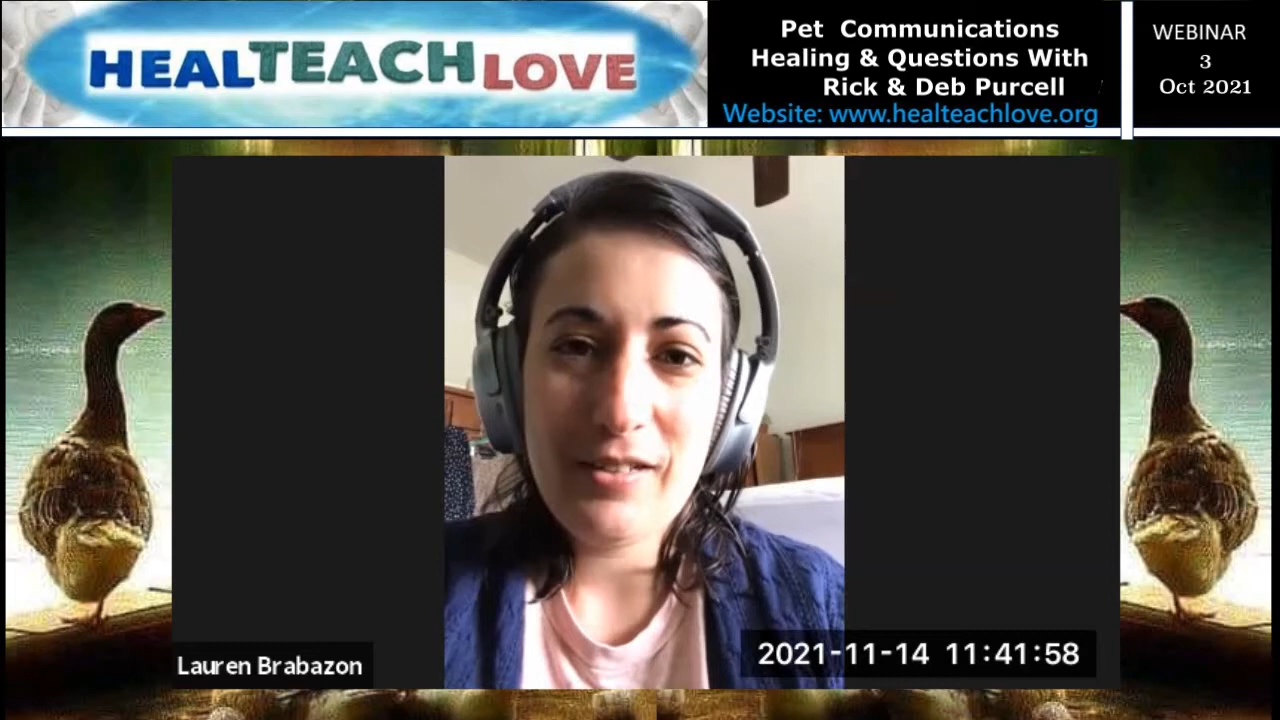 HEALTEACHLOVE
Pet Communications
Healing & Questions With
Rick & Deb Purcell
Website: www.healteachlove.org
WEBINAR
3
Oct 2021
Lauren Brabazon
2021-11-14 11:41:58